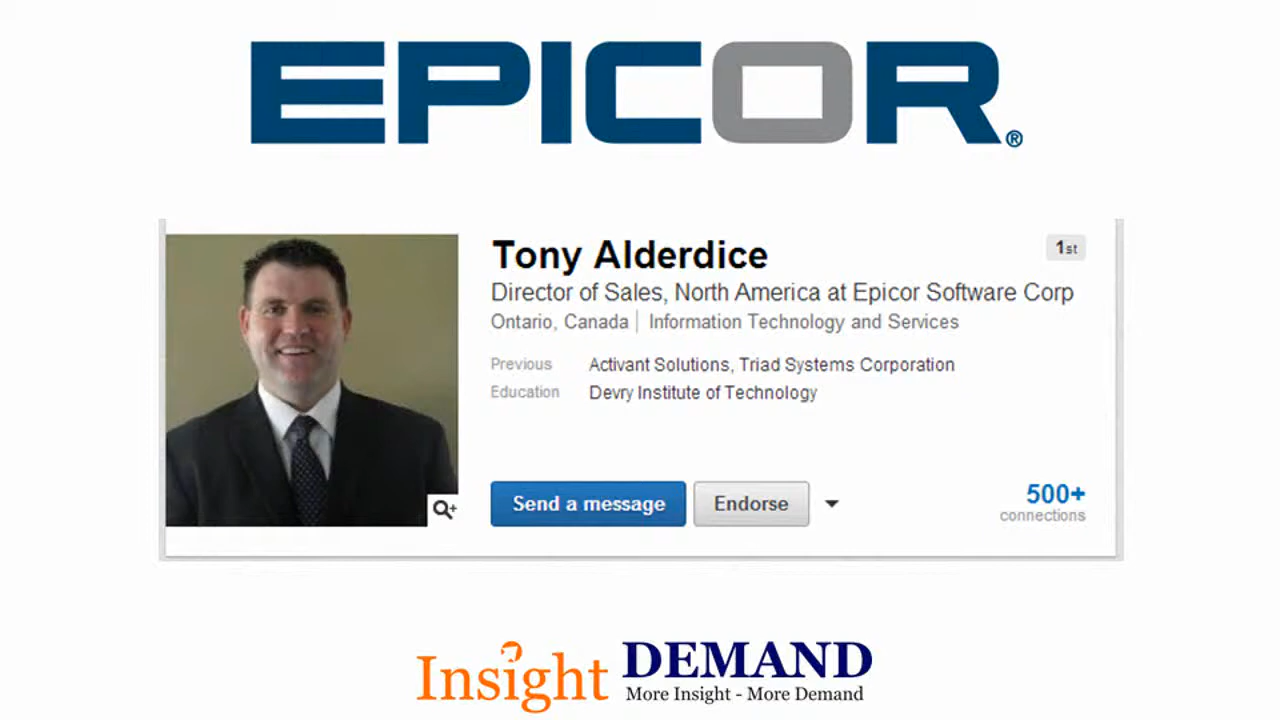 EPICOR®
Tony Alderdice
1st
Director of Sales, North America at Epicor Software Corp
Ontario, Canada | Information Technology and Services
Previous Activant Solutions, Triad Systems Corporation
Education Devry Institute of Technology
Send a message
Endorse
500+
connections
Insight DEMAND
More Insight - More Demand